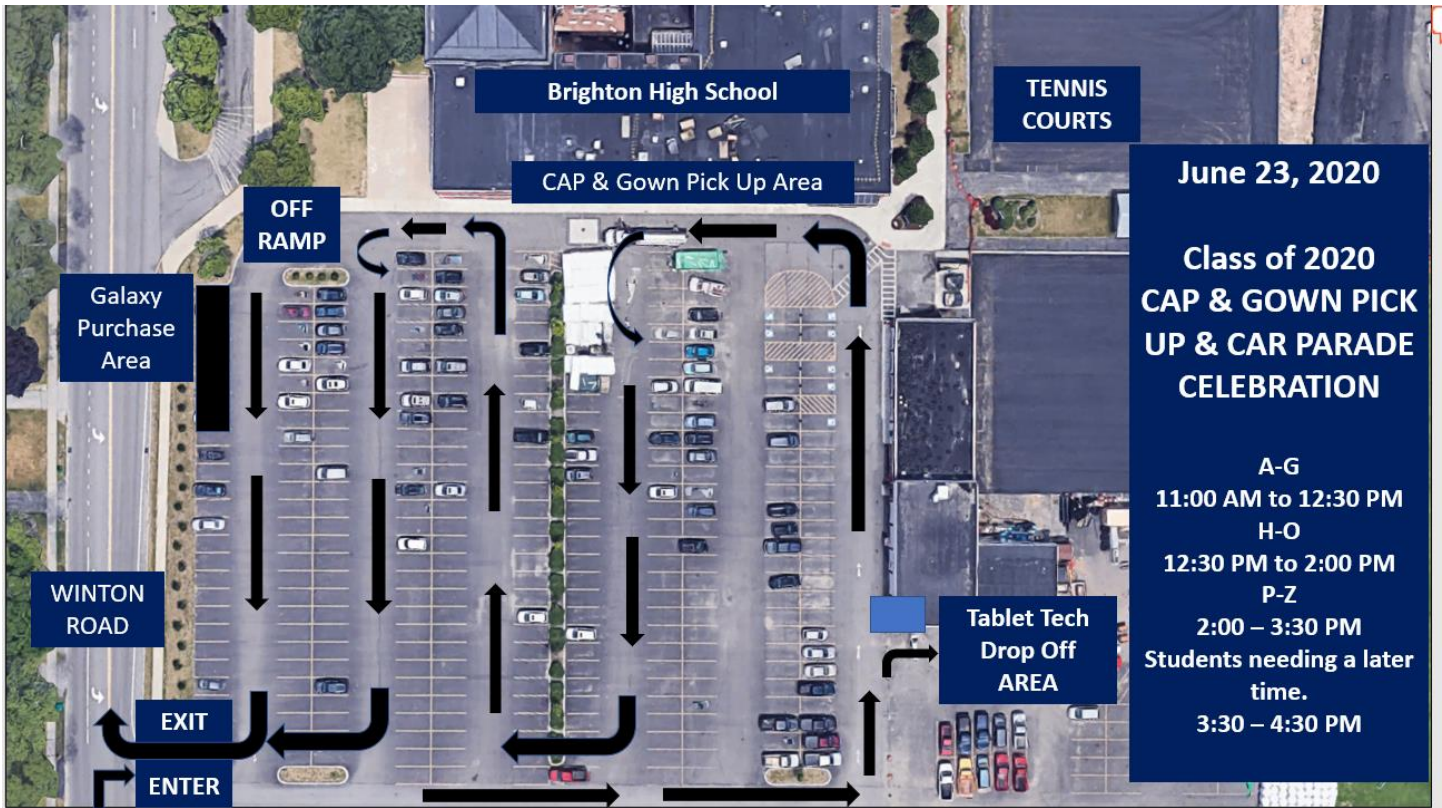 Brighton High School
TENNIS
COURTS
CAP & Gown Pick Up Area
OFF
RAMP
Galaxy
Purchase
Area
WINTON
ROAD
EXIT
ENTER
Tablet Tech
Drop Off
AREA
June 23, 2020
Class of 2020
CAP & GOWN PICK
UP & CAR PARADE
CELEBRATION
A-G
11:00 AM to 12:30 PM
H-O
12:30 PM to 2:00 PM
P-Z
2:00 – 3:30 PM
Students needing a later
time.
3:30 – 4:30 PM